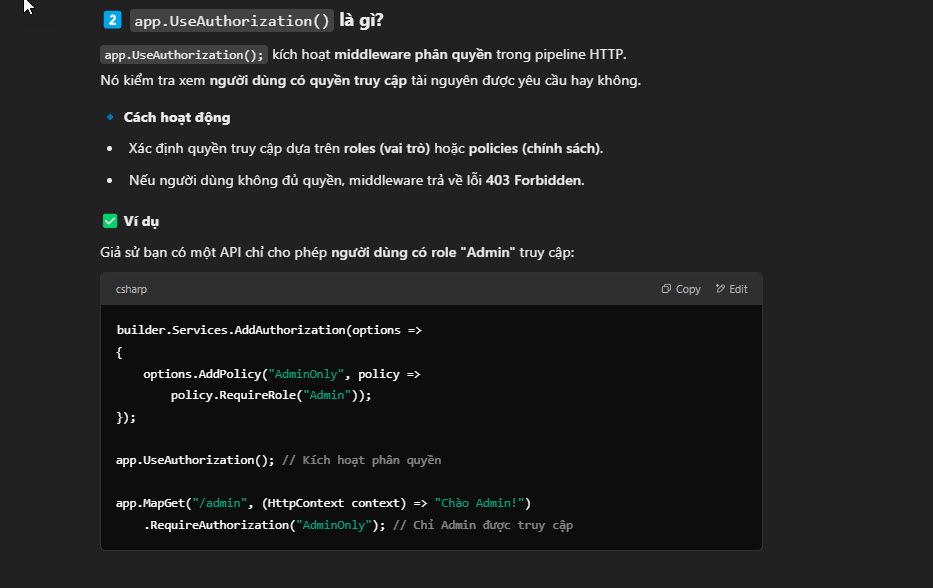 2 app.UseAuthorization() là gì?
app.UseAuthorization(); kích hoạt middleware phân quyền trong pipeline HTTP.
Nó kiểm tra xem người dùng có quyền truy cập tài nguyên được yêu cầu hay không.
Cách hoạt động
• Xác định quyền truy cập dựa trên roles (vai trò) hoặc policies (chính sách).
• Nếu người dùng không đủ quyền, middleware trả về lỗi 403 Forbidden.
✅ Ví dụ
Giả sử bạn có một API chỉ cho phép người dùng có role "Admin" truy cập:
csharp Copy Edit
builder.Services.AddAuthorization(options =>
{
    options.AddPolicy("AdminOnly", policy =>
        policy.RequireRole("Admin"));
});
app.UseAuthorization(); // Kích hoạt phân quyền
app.MapGet("/admin", (HttpContext context) => "Chào Admin!")
    .RequireAuthorization("AdminOnly"); // Chỉ Admin được truy cập